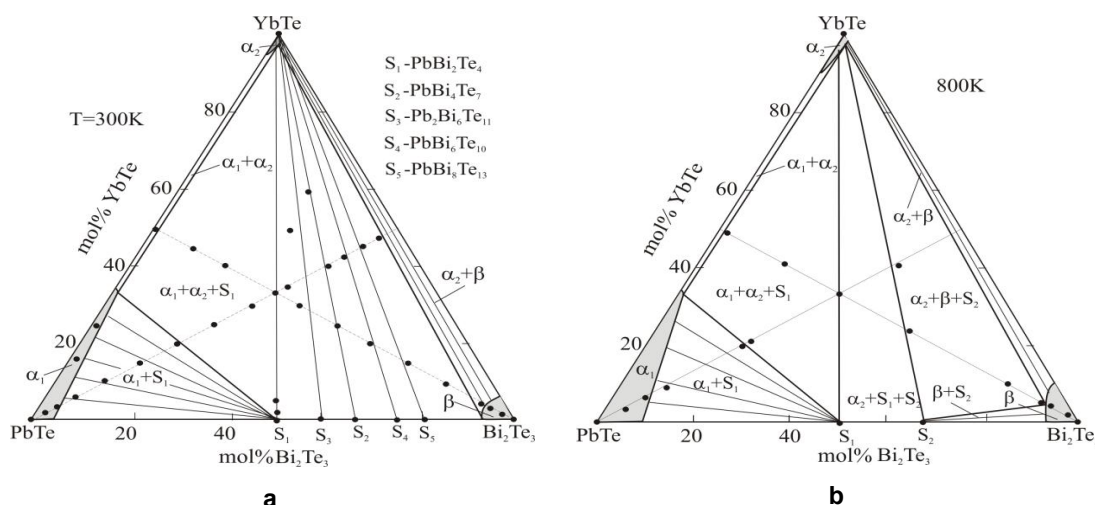 YbTe
α₂
S₁ -PbBi₂Te₄
S₂ -PbBi₄Te₇
S₃ -Pb₂Bi₆Te₁₁
S₄ -PbBi₆Te₁₀
S₅ -PbBi₈Te₁₃
T=300K
80
α₁+α₂
60
mol% YbTe
40
α₁+α₂+S₁
α₂+β
20
α₁
α₁+S₁
β
PbTe
20
40
S₁
S₃
S₂
S₄
S₅
Bi₂Te₃
mol% Bi₂Te₃
a
YbTe
α₂
800K
80
α₁+α₂
60
mol% YbTe
α₂+β
40
α₁+α₂+S₁
α₂+β+S₂
20
α₁
α₁+S₁
α₂+S₁+S₂
β+S₂
β
PbTe
20
40
S₁
S₂
Bi₂Te
mol% Bi₂Te₃
b